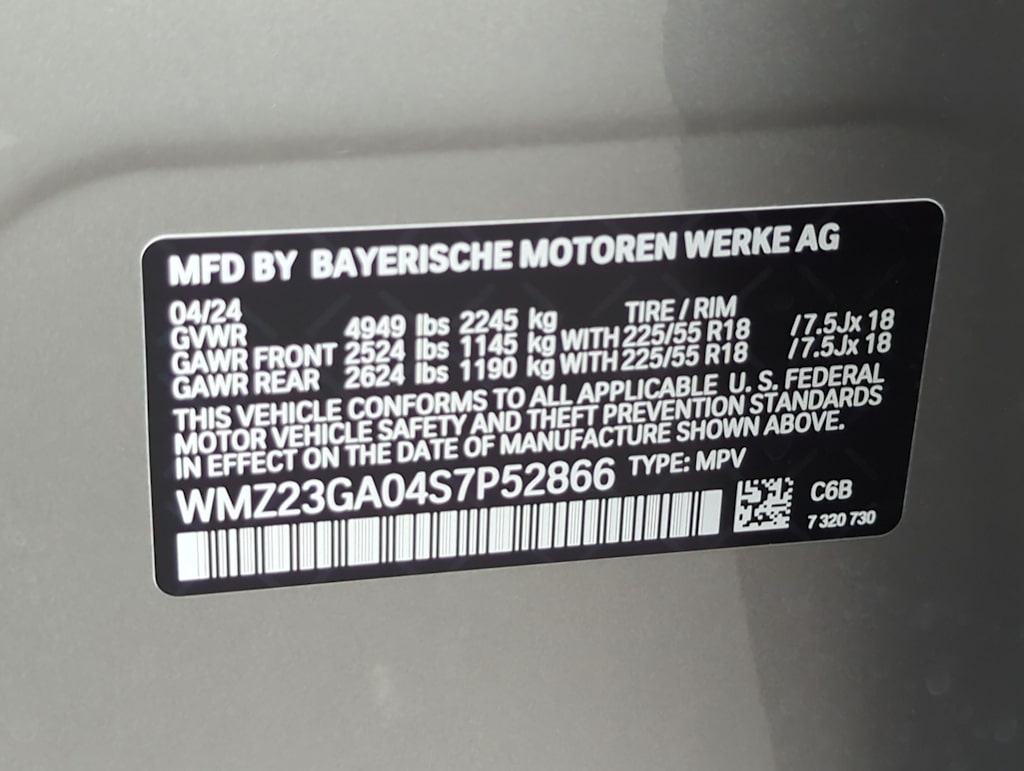 MFD BY BAYERISCHE MOTOREN WERKE AG
04/24 TIRE / RIM
GVWR 4949 lbs 2245 kg
GAWR FRONT 2524 lbs 1145 kg WITH 225/55 R18 /7.5Jx 18
GAWR REAR 2624 lbs 1190 kg WITH 225/55 R18 /7.5Jx 18
THIS VEHICLE CONFORMS TO ALL APPLICABLE U. S. FEDERAL
MOTOR VEHICLE SAFETY AND THEFT PREVENTION STANDARDS
IN EFFECT ON THE DATE OF MANUFACTURE SHOWN ABOVE.
WMZ23GA04S7P52866 TYPE: MPV
C6B
7 320 730